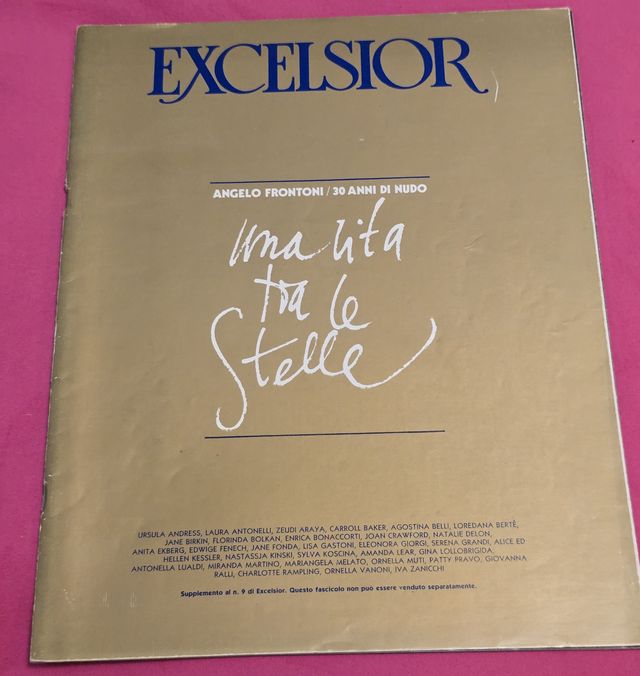 EXCELSIOR
ANGELO FRONTONI / 30 ANNI DI NUDO
una vita
tra le
Stelle
URSULA ANDRESS, LAURA ANTONELLI, ZEUDI ARAYA, CARROLL BAKER, AGOSTINA BELLI, LOREDANA BERTÈ,
JANE BIRKIN, FLORINDA BOLKAN, ENRICA BONACCORTI, JOAN CRAWFORD, NATALIE DELON,
ANITA EKBERG, EDWIGE FENECH, JANE FONDA, LISA GASTONI, ELEONORA GIORGI, SERENA GRANDI, ALICE ED
HELLEN KESSLER, NASTASSJA KINSKI, SYLVA KOSCINA, AMANDA LEAR, GINA LOLLOBRIGIDA,
ANTONELLA LUALDI, MIRANDA MARTINO, MARIANGELA MELATO, ORNELLA MUTI, PATTY PRAVO, GIOVANNA
RALLI, CHARLOTTE RAMPLING, ORNELLA VANONI, IVA ZANICCHI
Supplemento al n. 9 di Excelsior. Questo fascicolo non può essere venduto separatamente.